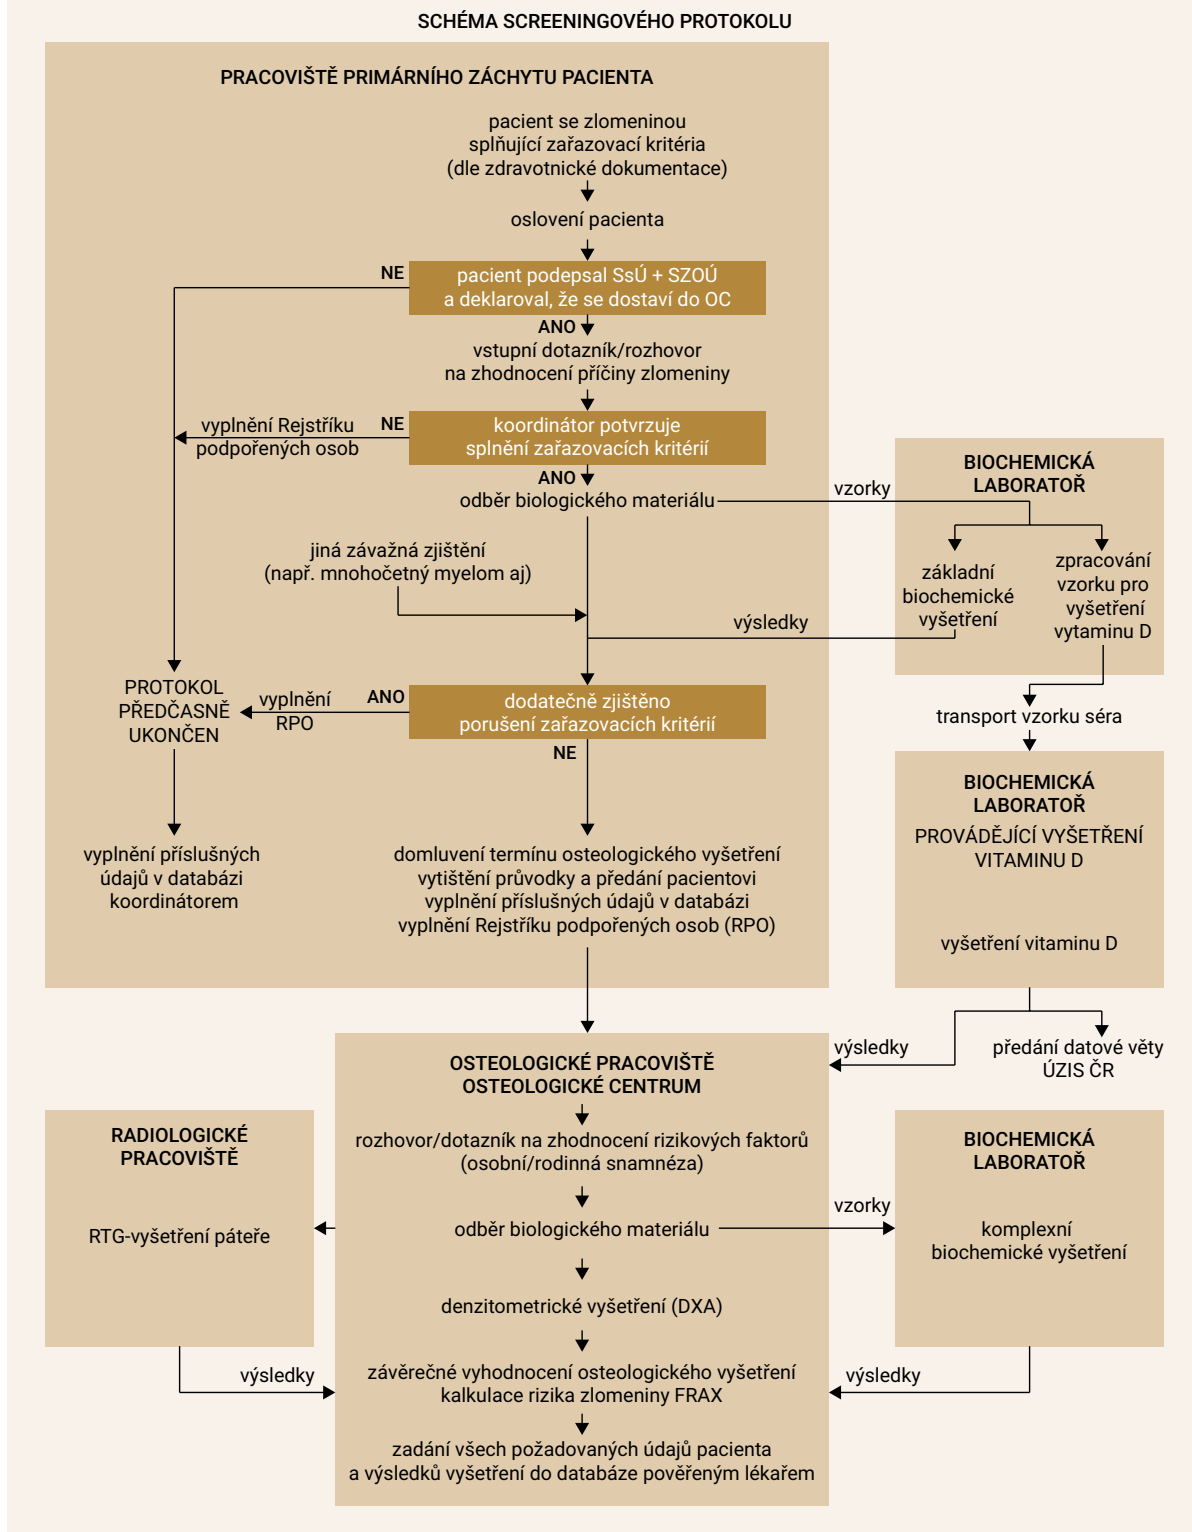 SCHÉMA SCREENINGOVÉHO PROTOKOLU
PRACOVIŠTĚ PRIMÁRNÍHO ZÁCHYTU PACIENTA
pacient se zlomeninou
splňující zařazovací kritéria
(dle zdravotnické dokumentace)
oslovení pacienta
NE
pacient podepsal SsÚ + SZOÚ
a deklaroval, že se dostaví do OC
ANO
vstupní dotazník/rozhovor
na zhodnocení příčiny zlomeniny
vyplnění Rejstříku
podpořených osob
NE
koordinátor potvrzuje
splnění zařazovacích kritérií
ANO
odběr biologického materiálu
vzorky
BIOCHEMICKÁ
LABORATOŘ
základní
biochemické
vyšetření
zpracování
vzorku pro
vyšetření
vytaminu D
jiná závažná zjištění
(např. mnohočetný myelom aj)
výsledky
PROTOKOL
PŘEDČASNĚ
UKONČEN
vyplnění
RPO
ANO
dodatečně zjištěno
porušení zařazovacích kritérií
NE
transport vzorku séra
BIOCHEMICKÁ
LABORATOŘ
PROVÁDĚJÍCÍ VYŠETŘENÍ
VITAMINU D
vyšetření vitaminu D
vyplnění příslušných
údajů v databázi
koordinátorem
domluvení termínu osteologického vyšetření
vytištění průvodky a předání pacientovi
vyplnění příslušných údajů v databázi
vyplnění Rejstříku podpořených osob (RPO)
výsledky
předání datové věty
ÚZIS ČR
OSTEOLOGICKÉ PRACOVIŠTĚ
OSTEOLOGICKÉ CENTRUM
rozhovor/dotazník na zhodnocení rizikových faktorů
(osobní/rodinná snamnéza)
RADIOLOGICKÉ
PRACOVIŠTĚ
RTG-vyšetření páteře
odběr biologického materiálu
vzorky
BIOCHEMICKÁ
LABORATOŘ
komplexní
biochemické vyšetření
denzitometrické vyšetření (DXA)
výsledky
závěrečné vyhodnocení osteologického vyšetření
kalkulace rizika zlomeniny FRAX
výsledky
zadání všech požadovaných údajů pacienta
a výsledků vyšetření do databáze pověřeným lékařem